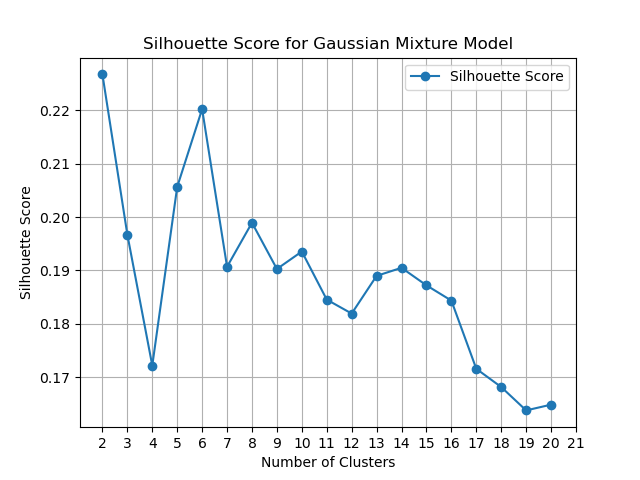 Silhouette Score for Gaussian Mixture Model
Silhouette Score
0.22
0.21
0.20
0.19
0.18
0.17
Silhouette Score
2 3 4 5 6 7 8 9 10 11 12 13 14 15 16 17 18 19 20 21
Number of Clusters